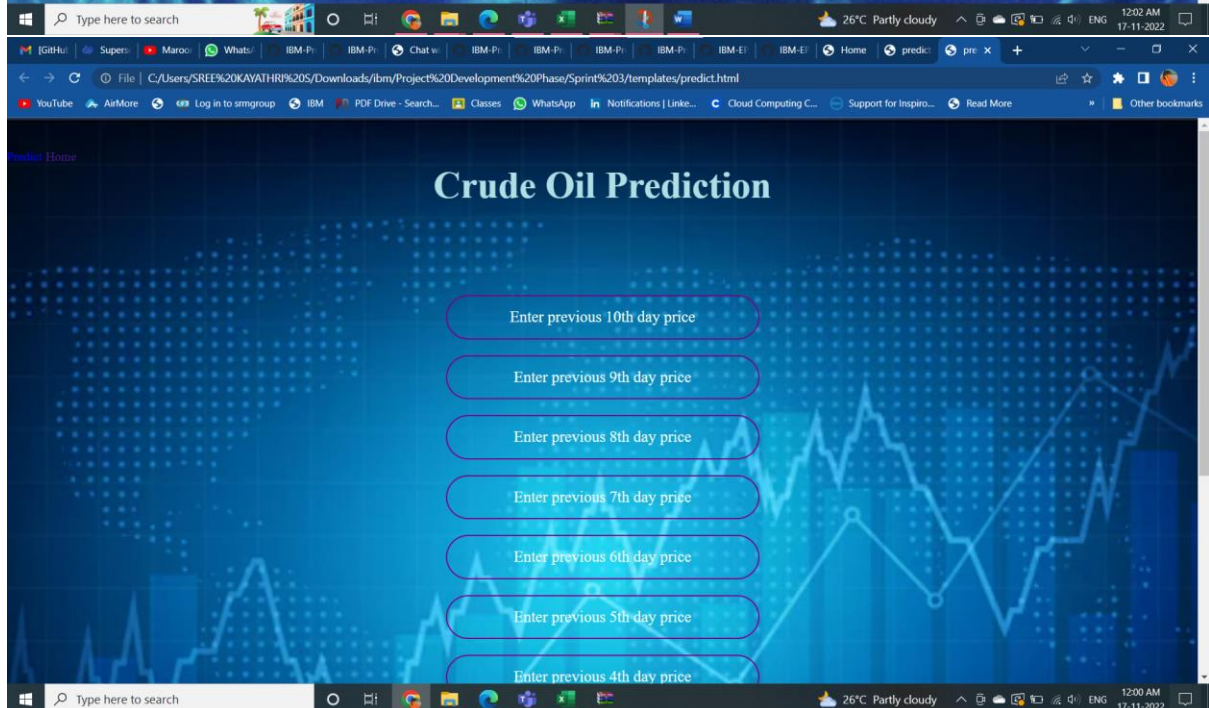 Type here to search
26°C Partly cloudy
ENG
12:02 AM
17-11-2022
[GitHu
Supers
Maroo
WhatsA
IBM-Pr
IBM-Pr
Chat w
IBM-Pr
IBM-Pr
IBM-Pr
IBM-Pr
IBM-EP
IBM-EP
Home
predict
pre
File C:/Users/SREE%20KAYATHRI%20S/Downloads/ibm/Project%20Development%20Phase/Sprint%203/templates/predict.html
YouTube
AirMore
Log in to srmgroup
IBM
PDF Drive - Search...
Classes
WhatsApp
Notifications | Linke...
Cloud Computing C...
Support for Inspiro...
Read More
Other bookmarks
Predict Home
Crude Oil Prediction
Enter previous 10th day price
Enter previous 9th day price
Enter previous 8th day price
Enter previous 7th day price
Enter previous 6th day price
Enter previous 5th day price
Enter previous 4th day price
Type here to search
26°C Partly cloudy
ENG
12:00 AM
17-11-2022